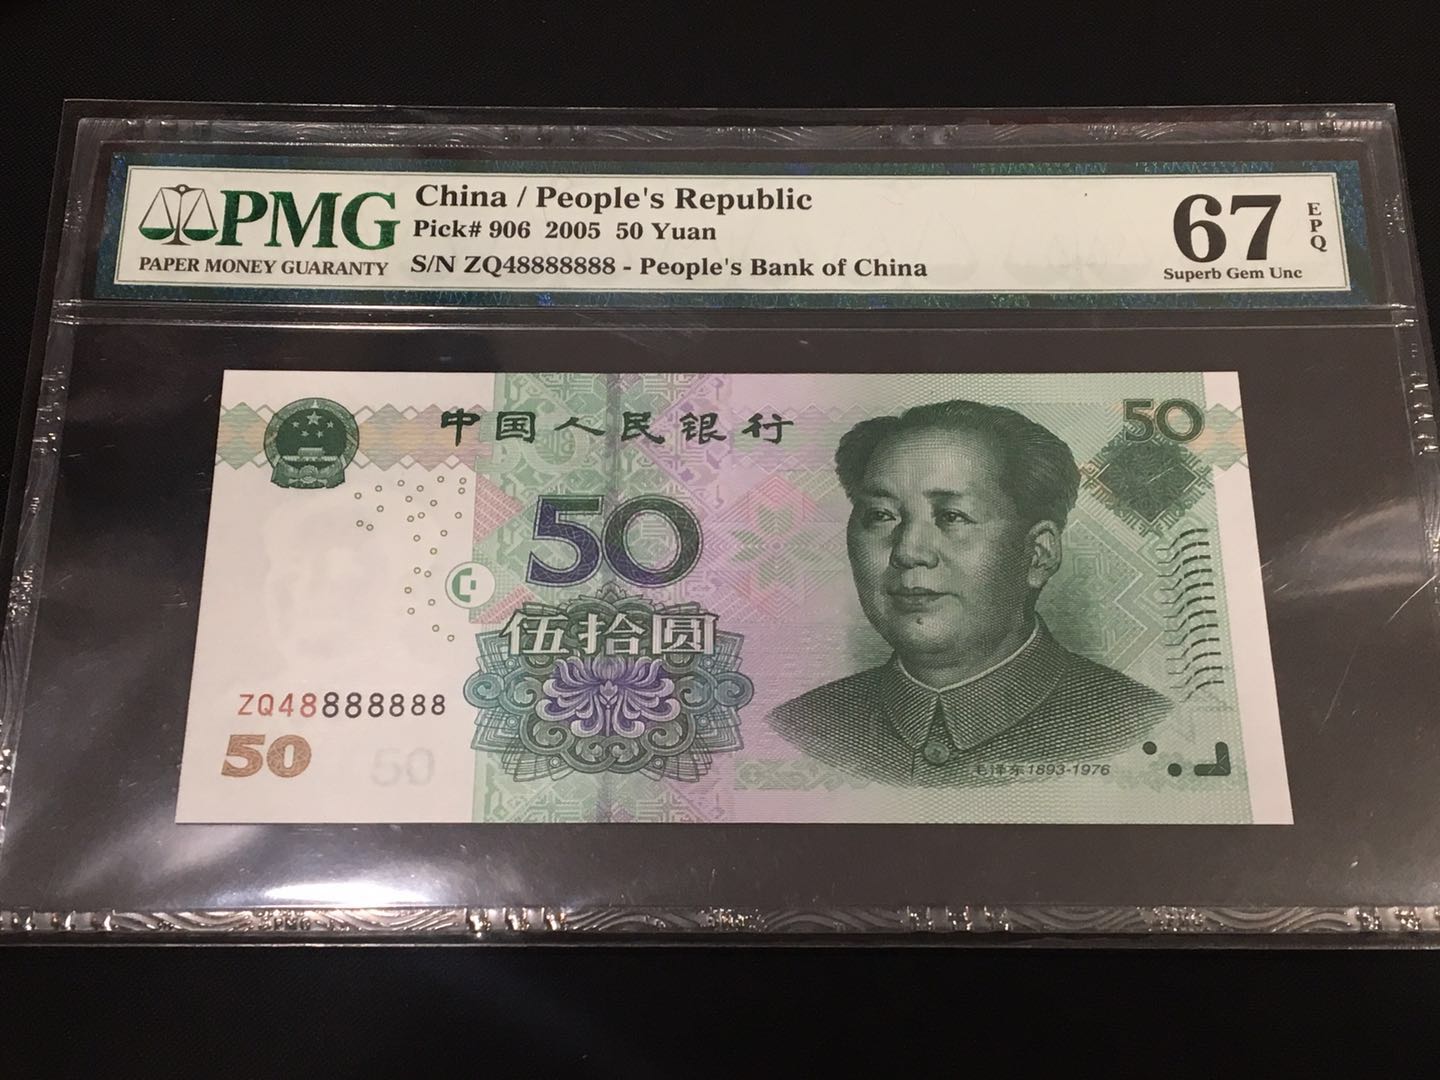 PMG
PAPER MONEY GUARANTY
China / People's Republic
Pick# 906 2005 50 Yuan
S/N ZQ48888888 - People's Bank of China
67
EPQ
Superb Gem Unc
中国人民银行
50
50
伍拾圆
ZQ48888888
50
50
毛泽东1893-1976